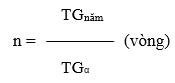 TGnăm
n = ———— (vòng)
TGα